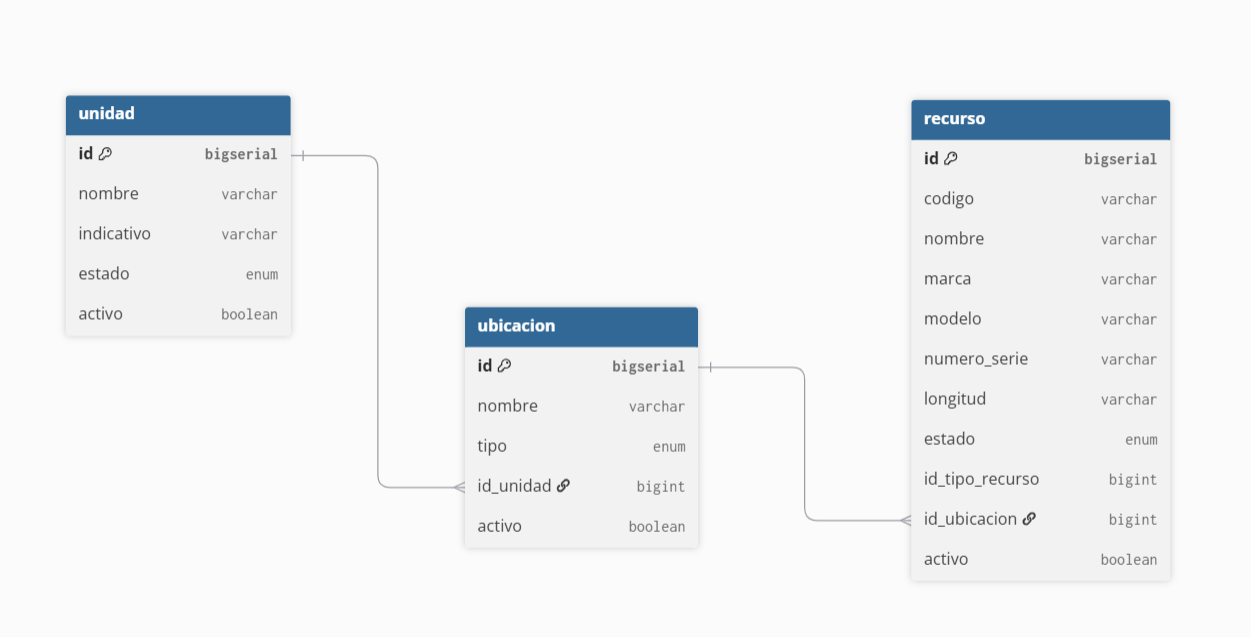 unidad
id bigserial
nombre varchar
indicativo varchar
estado enum
activo boolean
ubicacion
id bigserial
nombre varchar
tipo enum
id_unidad bigint
activo boolean
recurso
id bigserial
codigo varchar
nombre varchar
marca varchar
modelo varchar
numero_serie varchar
longitud varchar
estado enum
id_tipo_recurso bigint
id_ubicacion bigint
activo boolean